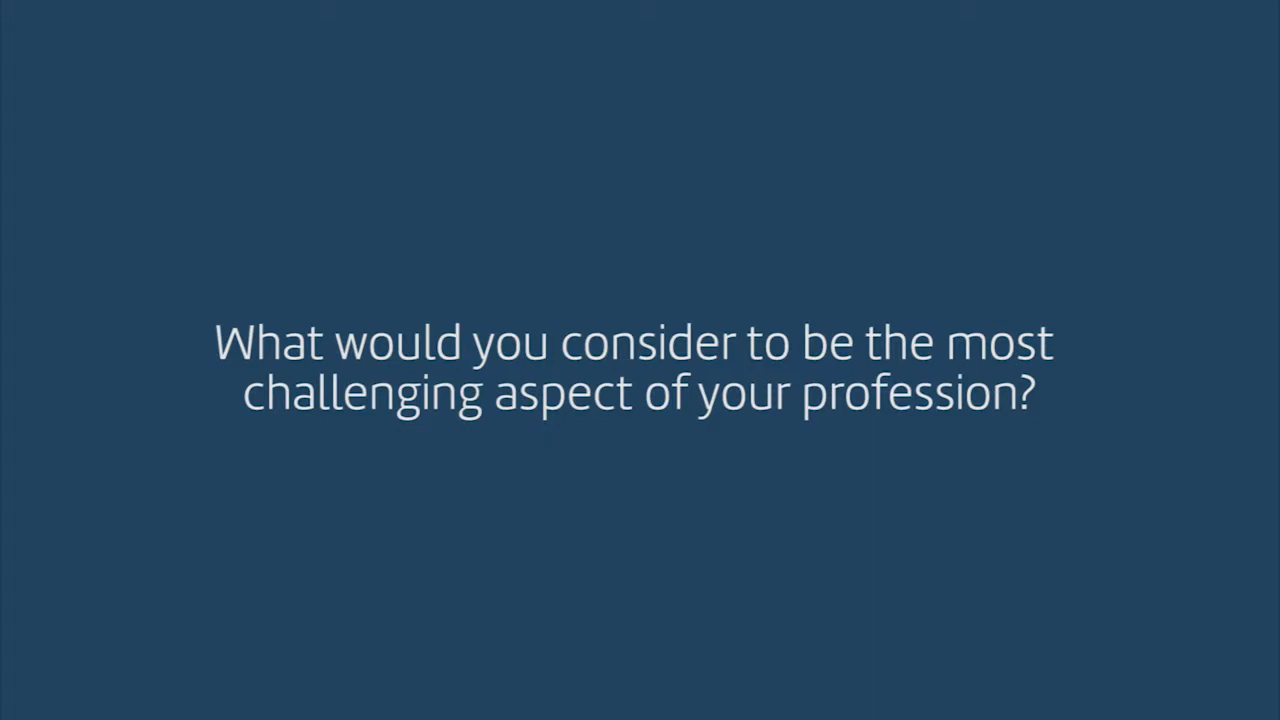 What would you consider to be the most
challenging aspect of your profession?